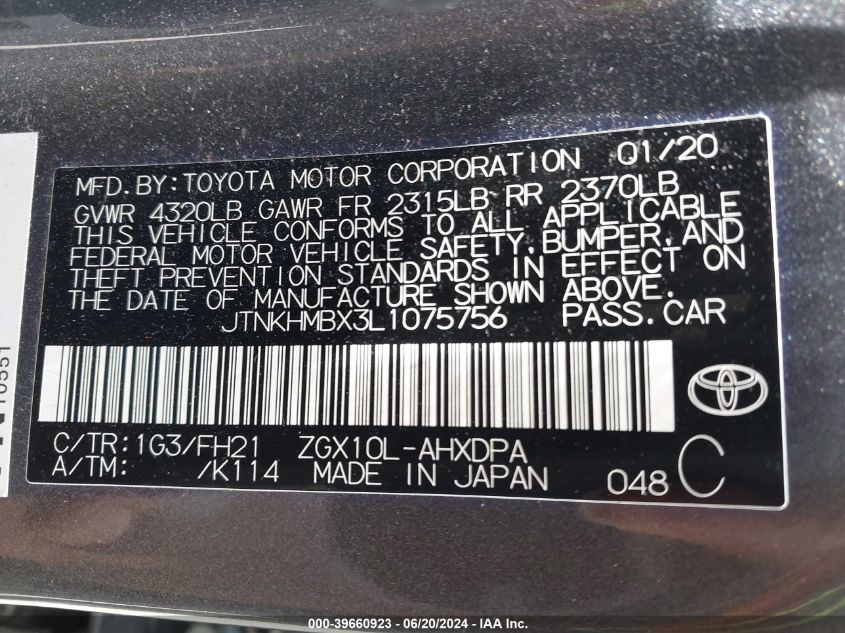 MFD.BY:TOYOTA MOTOR CORPORATION 01/20
GVWR 4320LB GAWR FR 2315LB RR 2370LB
THIS VEHICLE CONFORMS TO ALL APPLICABLE
FEDERAL MOTOR VEHICLE SAFETY,BUMPER,AND
THEFT PREVENTION STANDARDS IN EFFECT ON
THE DATE OF MANUFACTURE SHOWN ABOVE.
JTNKHMBX3L1075756 PASS.CAR
C/TR:1G3/FH21 ZGX10L-AHXDPA
A/TM: /K114 MADE IN JAPAN 048 C
10551
000-39660923 / 06/20/2024 - IAA Inc.